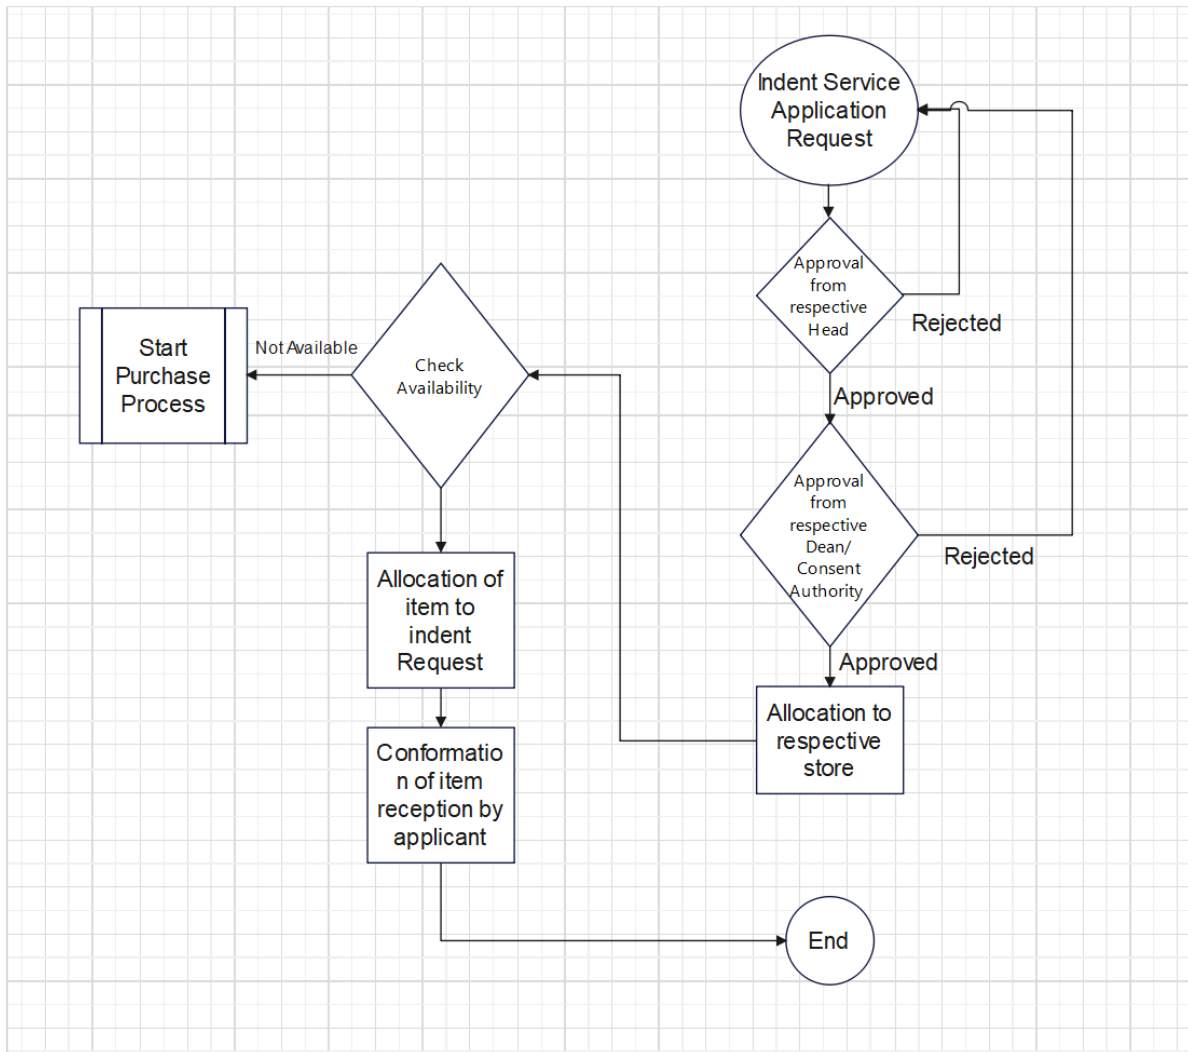 Indent Service
Application
Request
Approval
from
respective
Head
Rejected
Approved
Approval
from
respective
Dean/
Consent
Authority
Rejected
Approved
Allocation to
respective
store
Check
Availability
Not Available
Start
Purchase
Process
Allocation of
item to
indent
Request
Conformatio
n of item
reception by
applicant
End